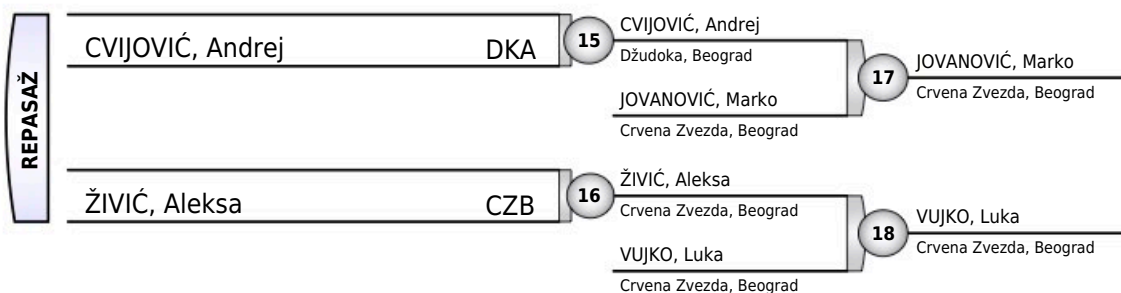 REPASAŽ
CVIJOVIĆ, Andrej DKA
15
CVIJOVIĆ, Andrej
Džudoka, Beograd
JOVANOVIĆ, Marko
Crvena Zvezda, Beograd
17
JOVANOVIĆ, Marko
Crvena Zvezda, Beograd
ŽIVIĆ, Aleksa CZB
16
ŽIVIĆ, Aleksa
Crvena Zvezda, Beograd
VUJKO, Luka
Crvena Zvezda, Beograd
18
VUJKO, Luka
Crvena Zvezda, Beograd